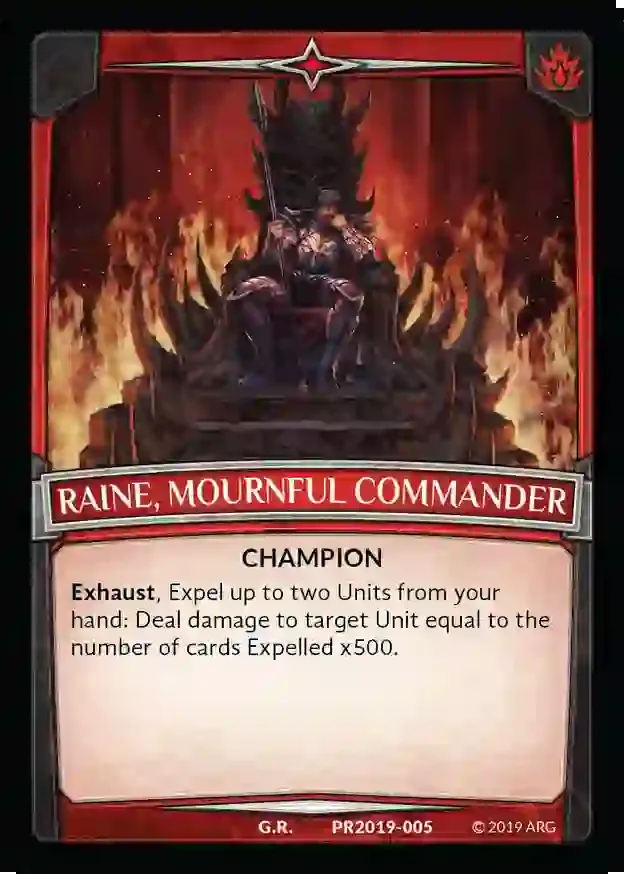 RAINE, MOURNFUL COMMANDER
CHAMPION
Exhaust, Expel up to two Units from your
hand: Deal damage to target Unit equal to the
number of cards Expelled x500.
G.R. PR2019-005 © 2019 ARG